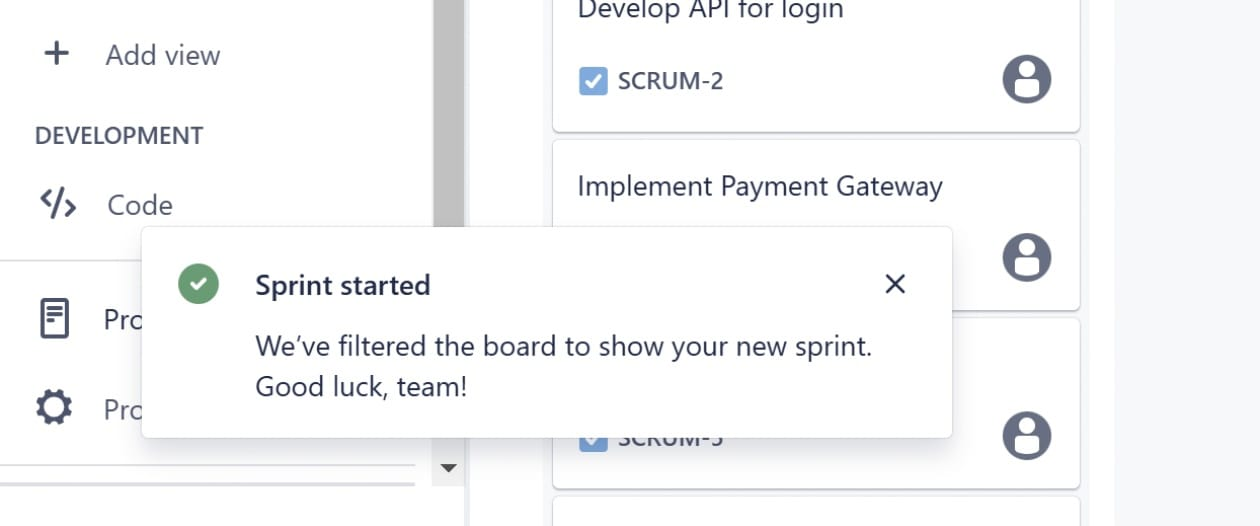 Add view
DEVELOPMENT
Code
Develop API for login
SCRUM-2
Implement Payment Gateway
Sprint started
We've filtered the board to show your new sprint.
Good luck, team!